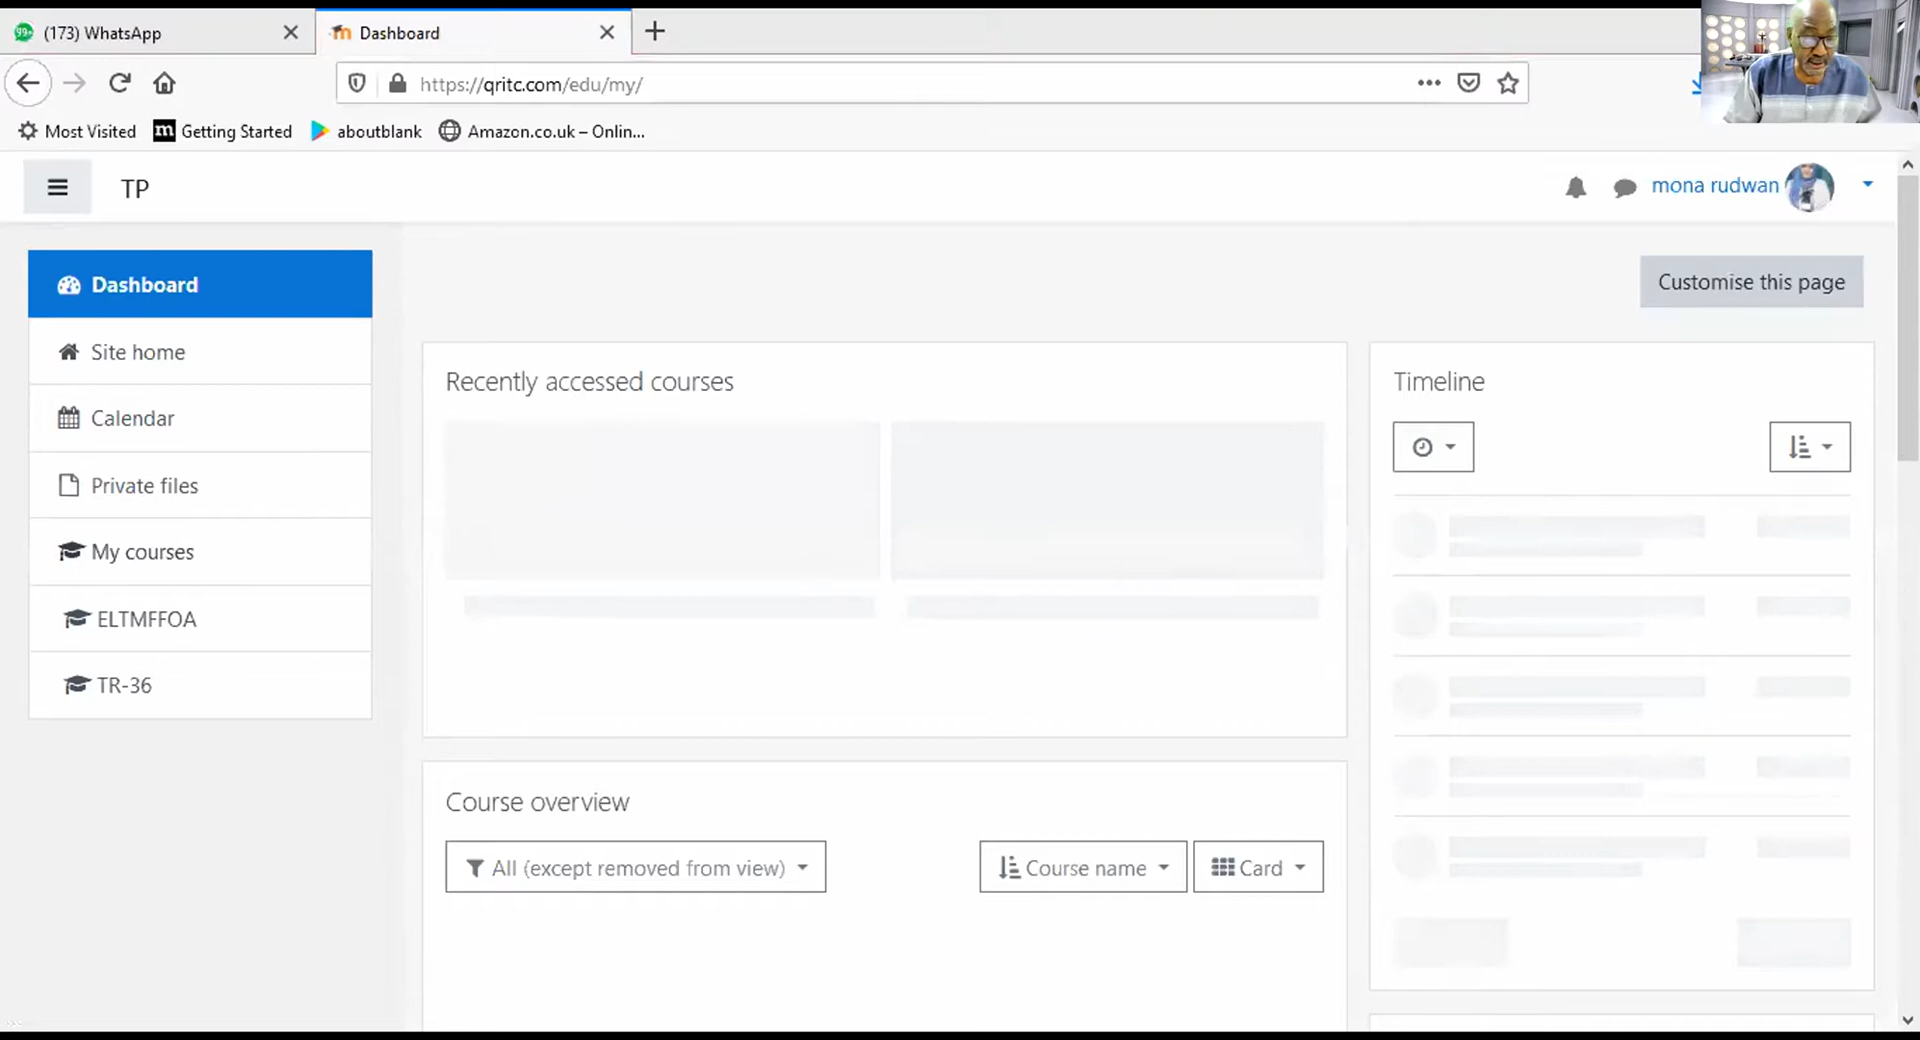 99+ (173) WhatsApp
Dashboard
https://qritc.com/edu/my/
Most Visited
m Getting Started
aboutblank
Amazon.co.uk – Onlin...
TP
mona rudwan
Dashboard
Site home
Calendar
Private files
My courses
ELTMFFOA
TR-36
Customise this page
Recently accessed courses
Timeline
Course overview
All (except removed from view)
Course name
Card